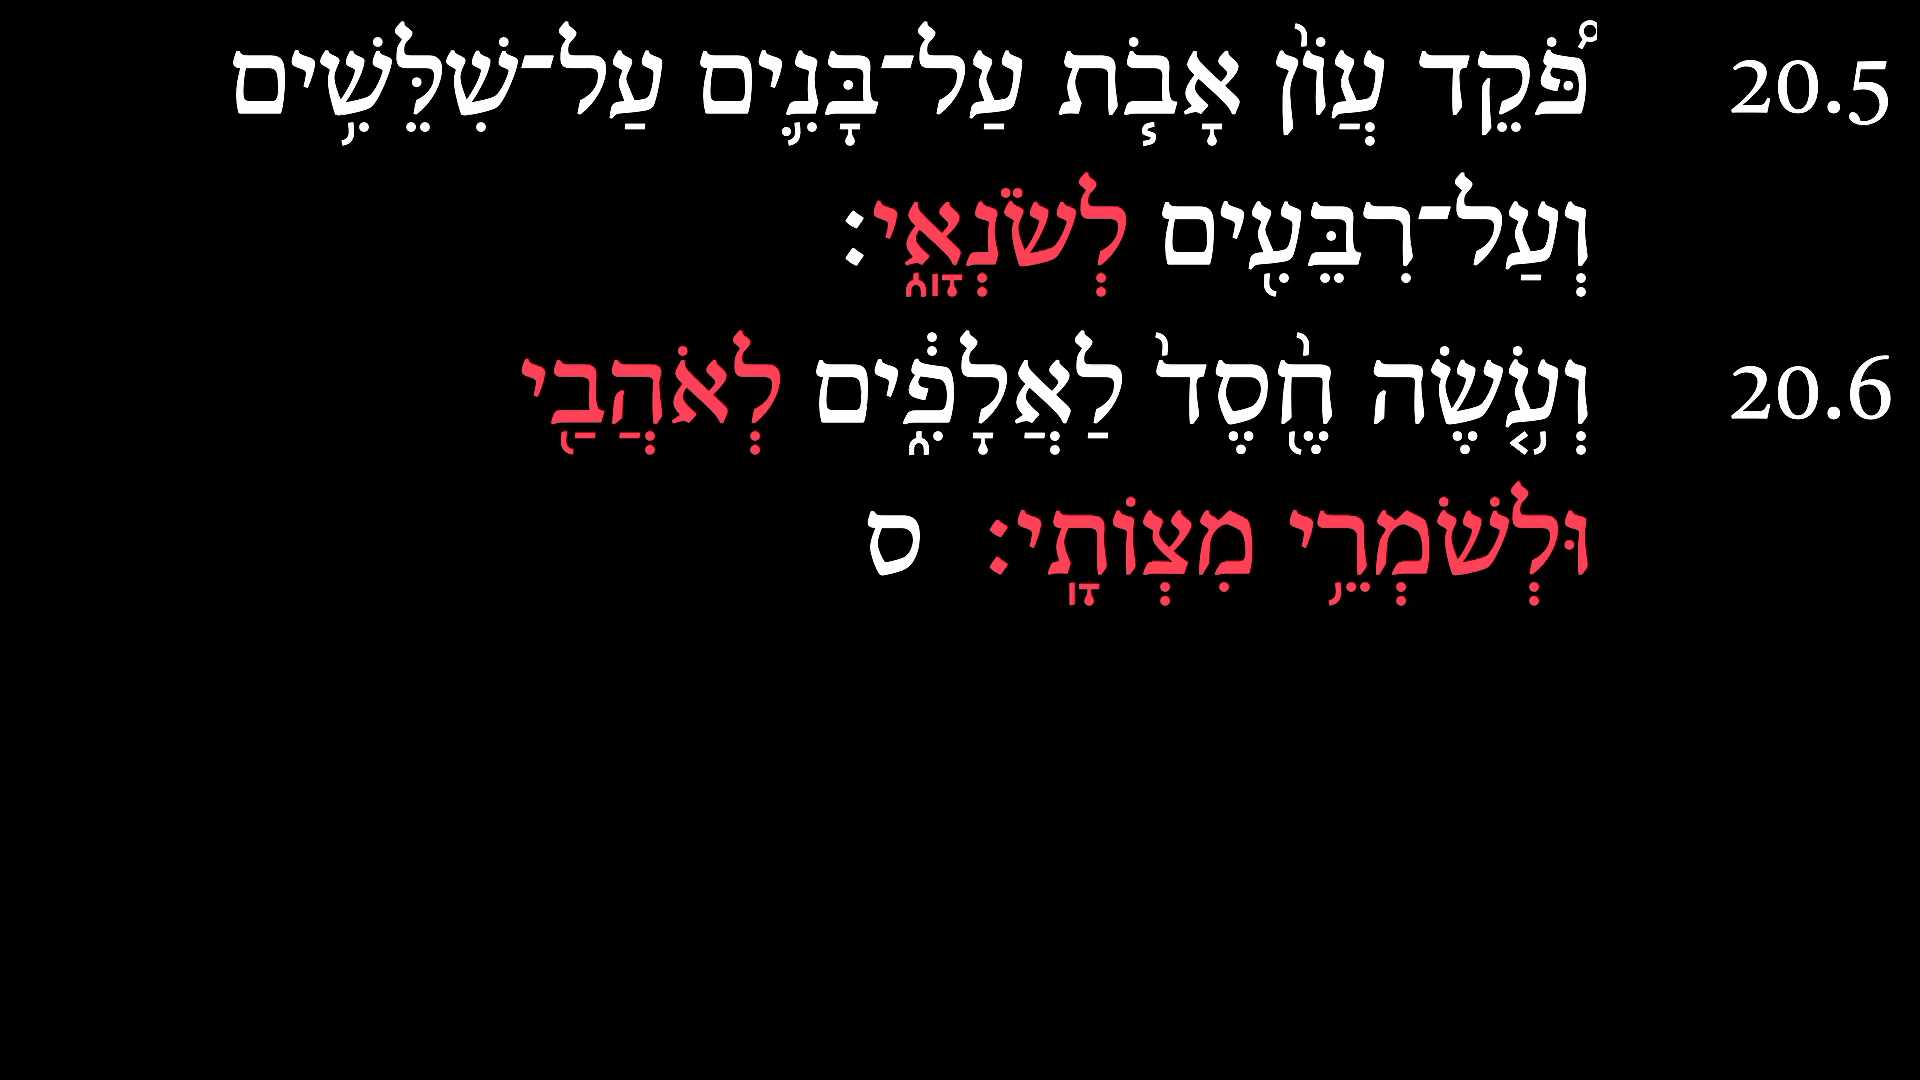 20.5 פֹּ֠קֵד עֲוֺ֨ן אָבֹ֧ת עַל־בָּנִ֛ים עַל־שִׁלֵּשִׁ֥ים
וְעַל־רִבֵּעִ֖ים לְשֹׂנְאָֽ֑י׃
20.6 וְעֹ֤֥שֶׂה חֶ֖֨סֶד֙ לַאֲלָפִ֑֔ים לְאֹהֲבַ֖י
וּלְשֹׁמְרֵ֥י מִצְוֺתָֽי׃ ס